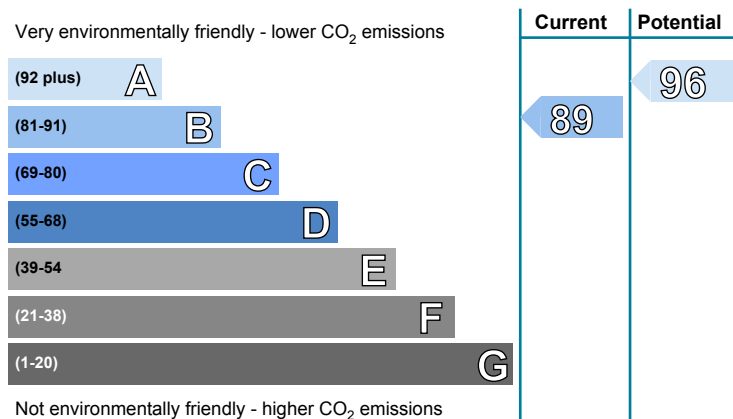 Current Potential
Very environmentally friendly - lower CO₂ emissions
(92 plus) A 96
(81-91) B 89
(69-80) C
(55-68) D
(39-54 E
(21-38) F
(1-20) G
Not environmentally friendly - higher CO₂ emissions